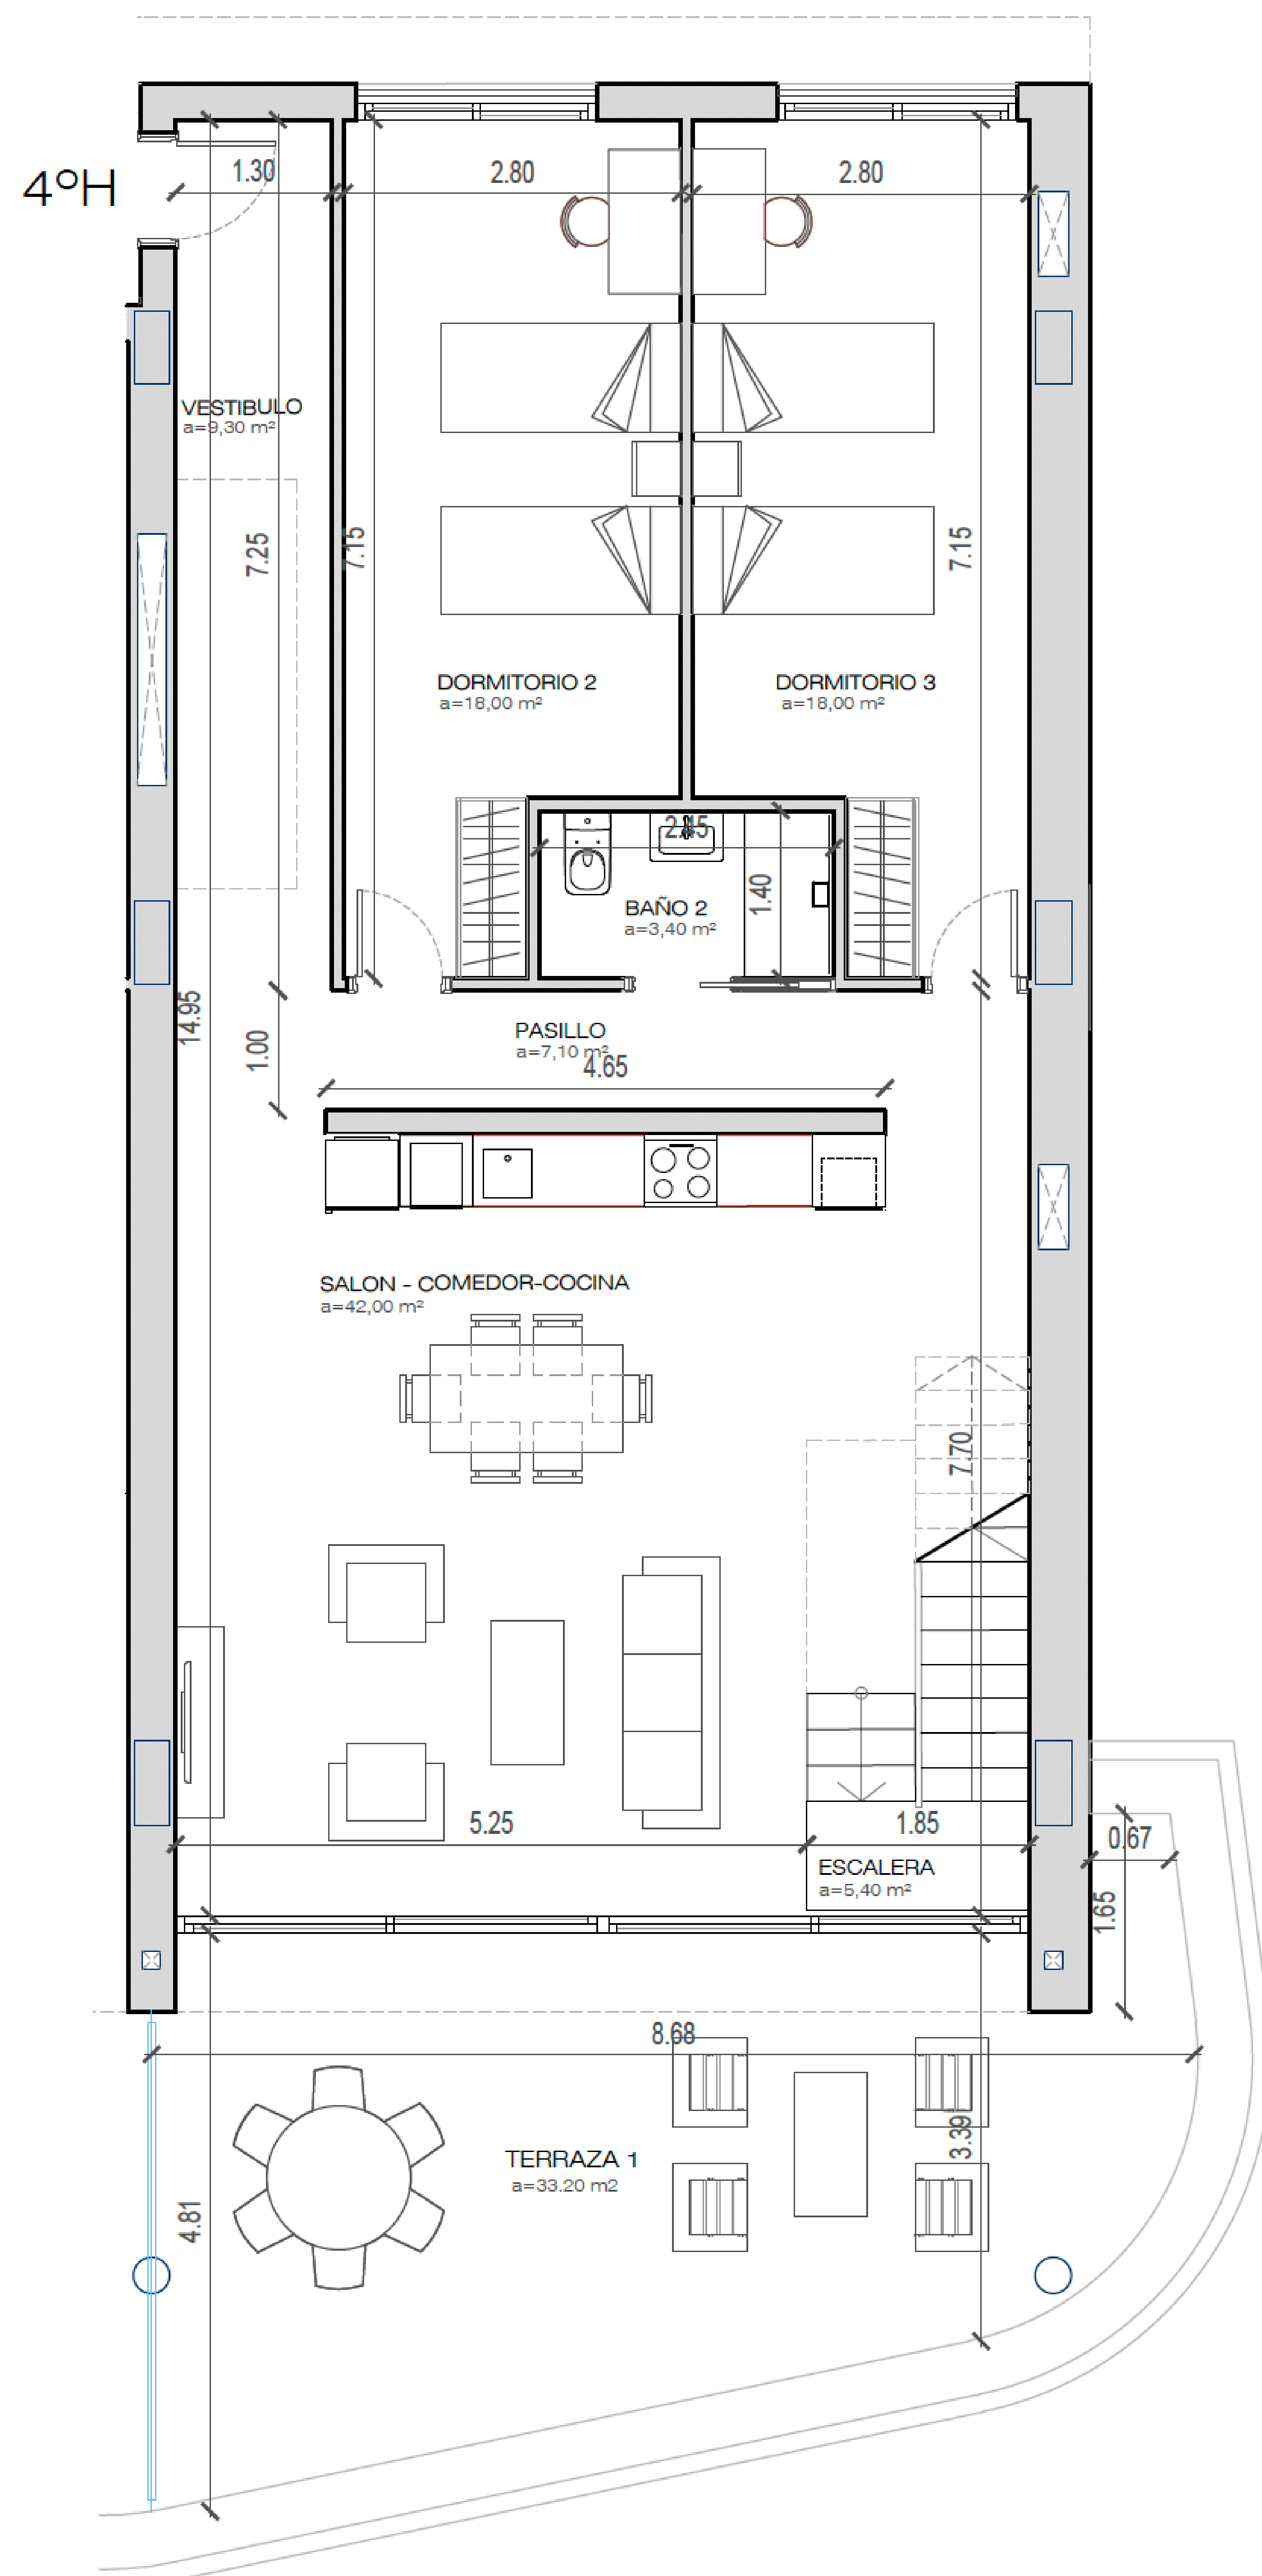 4ºH
1.30
2.80
2.80
VESTIBULO
a=9,30 m²
7.25
7.15
7.15
DORMITORIO 2
a=18,00 m²
DORMITORIO 3
a=18,00 m²
2.45
1.40
BAÑO 2
a=3,40 m²
14.95
1.00
PASILLO
a=7,10 m²
4.65
SALON - COMEDOR-COCINA
a=42,00 m²
7.70
5.25
1.85
0.67
ESCALERA
a=5,40 m²
1.65
8.68
3.39
TERRAZA 1
a=33.20 m2
4.81